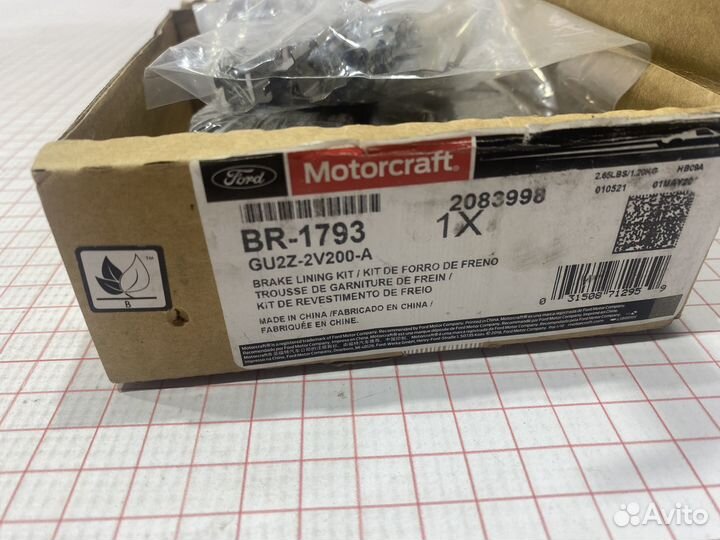 Ford
Motorcraft®
BR-1793
2083998
1X
GU2Z-2V200-A
BRAKE LINING KIT / KIT DE FORRO DE FRENO
TROUSSE DE GARNITURE DE FREIN /
KIT DE REVESTIMENTO DE FREIO
MADE IN CHINA /FABRICADO EN CHINA /
FABRIQUÉE EN CHINE.
2.65LBS/1.20KG
HB09A
010521
01MAY20
0 31508 71295 9
B
TM
Avito